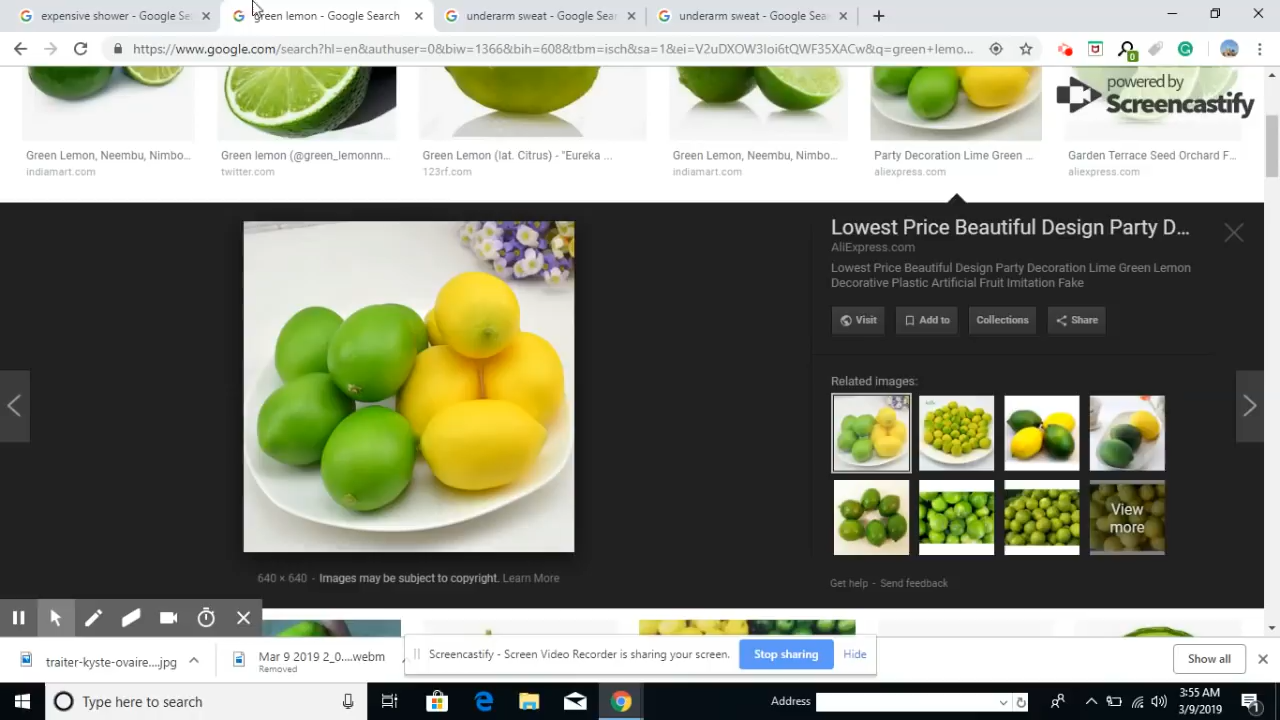 expensive shower - Google Se
green lemon - Google Search
underarm sweat - Google Sear
underarm sweat - Google Sear
https://www.google.com/search?hl=en&authuser=0&biw=1366&bih=608&tbm=isch&sa=1&ei=V2uDXOW3Ioi6tQWF35XACw&q=green+lemo...
0
powered by
Screencastify
Green Lemon, Neembu, Nimbo...
indiamart.com
Green lemon (@green_lemonnn...
twitter.com
Green Lemon (lat. Citrus) - "Eureka ...
123rf.com
Green Lemon, Neembu, Nimbo...
indiamart.com
Party Decoration Lime Green ...
aliexpress.com
Garden Terrace Seed Orchard F...
aliexpress.com
Lowest Price Beautiful Design Party D...
AliExpress.com
Lowest Price Beautiful Design Party Decoration Lime Green Lemon
Decorative Plastic Artificial Fruit Imitation Fake
Visit
Add to
Collections
Share
Related images:
View
more
Get help - Send feedback
640 × 640 - Images may be subject to copyright. Learn More
traiter-kyste-ovaire....jpg
Mar 9 2019 2_0....webm
Removed
Screencastify - Screen Video Recorder is sharing your screen.
Stop sharing
Hide
Show all
Type here to search
Address
3:55 AM
3/9/2019
1